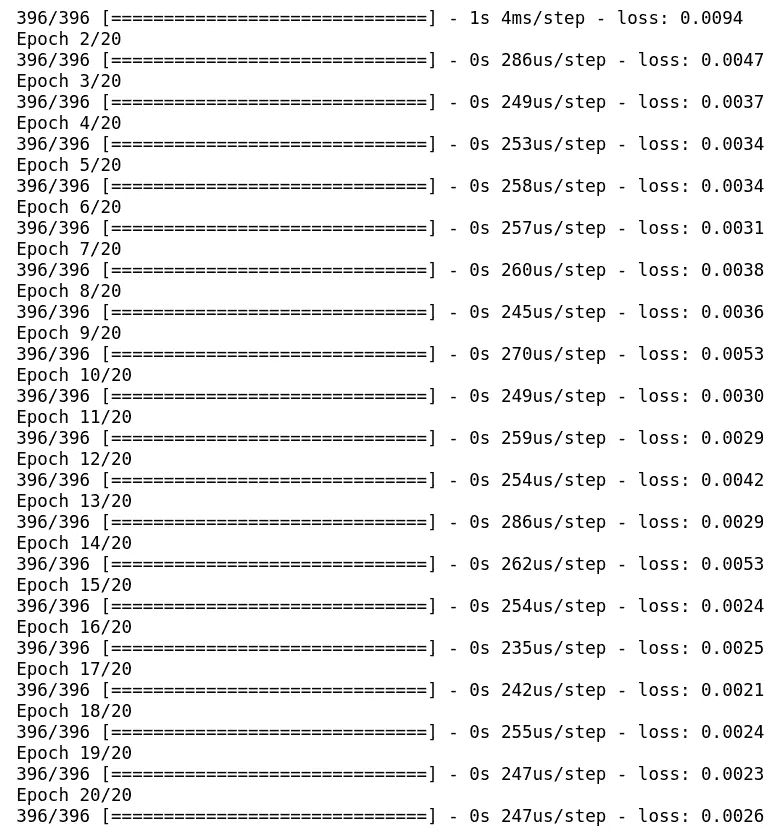 396/396 [==============================] - 1s 4ms/step - loss: 0.0094
Epoch 2/20
396/396 [==============================] - 0s 286us/step - loss: 0.0047
Epoch 3/20
396/396 [==============================] - 0s 249us/step - loss: 0.0037
Epoch 4/20
396/396 [==============================] - 0s 253us/step - loss: 0.0034
Epoch 5/20
396/396 [==============================] - 0s 258us/step - loss: 0.0034
Epoch 6/20
396/396 [==============================] - 0s 257us/step - loss: 0.0031
Epoch 7/20
396/396 [==============================] - 0s 260us/step - loss: 0.0038
Epoch 8/20
396/396 [==============================] - 0s 245us/step - loss: 0.0036
Epoch 9/20
396/396 [==============================] - 0s 270us/step - loss: 0.0053
Epoch 10/20
396/396 [==============================] - 0s 249us/step - loss: 0.0030
Epoch 11/20
396/396 [==============================] - 0s 259us/step - loss: 0.0029
Epoch 12/20
396/396 [==============================] - 0s 254us/step - loss: 0.0042
Epoch 13/20
396/396 [==============================] - 0s 286us/step - loss: 0.0029
Epoch 14/20
396/396 [==============================] - 0s 262us/step - loss: 0.0053
Epoch 15/20
396/396 [==============================] - 0s 254us/step - loss: 0.0024
Epoch 16/20
396/396 [==============================] - 0s 235us/step - loss: 0.0025
Epoch 17/20
396/396 [==============================] - 0s 242us/step - loss: 0.0021
Epoch 18/20
396/396 [==============================] - 0s 255us/step - loss: 0.0024
Epoch 19/20
396/396 [==============================] - 0s 247us/step - loss: 0.0023
Epoch 20/20
396/396 [==============================] - 0s 247us/step - loss: 0.0026